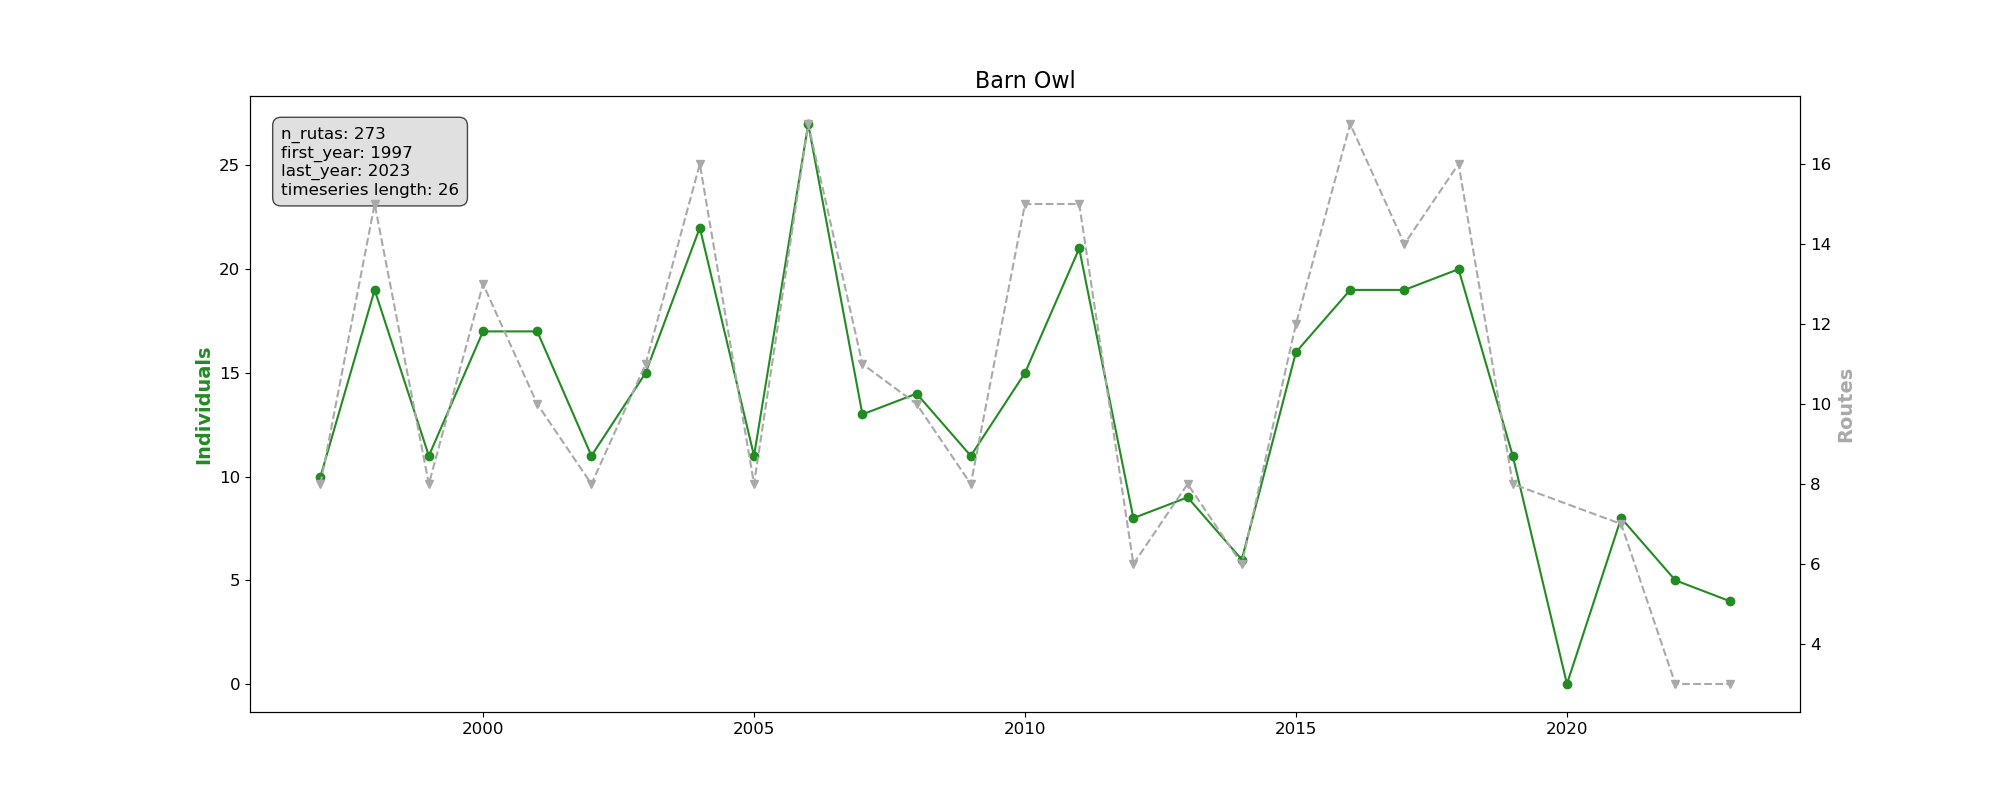 Barn Owl
n_rutas: 273
first_year: 1997
last_year: 2023
timeseries length: 26
25
20
15
10
5
0
Individuals
16
14
12
10
8
6
4
Routes
2000
2005
2010
2015
2020